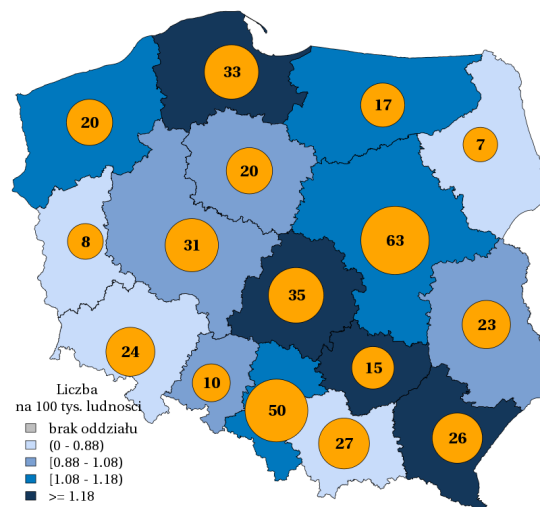 33
20
17
7
20
8
31
63
35
23
24
10
15
50
27
26
Liczba
na 100 tys. ludności
brak oddziału
(0 - 0.88)
[0.88 - 1.08)
[1.08 - 1.18)
>= 1.18